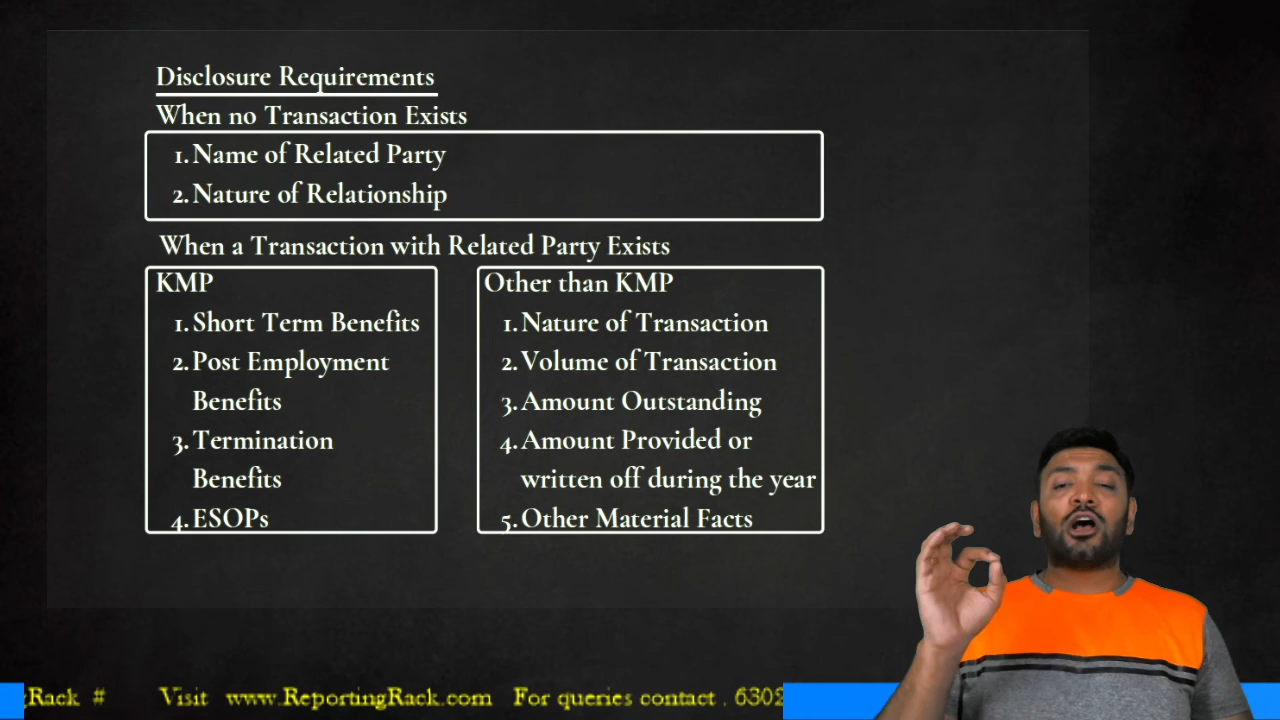 Disclosure Requirements
When no Transaction Exists
1. Name of Related Party
2. Nature of Relationship
When a Transaction with Related Party Exists
KMP
1. Short Term Benefits
2. Post Employment
Benefits
3. Termination
Benefits
4. ESOPs
Other than KMP
1. Nature of Transaction
2. Volume of Transaction
3. Amount Outstanding
4. Amount Provided or
written off during the year
5. Other Material Facts
gRack # Visit www.ReportingRack.com For queries contact . 6302